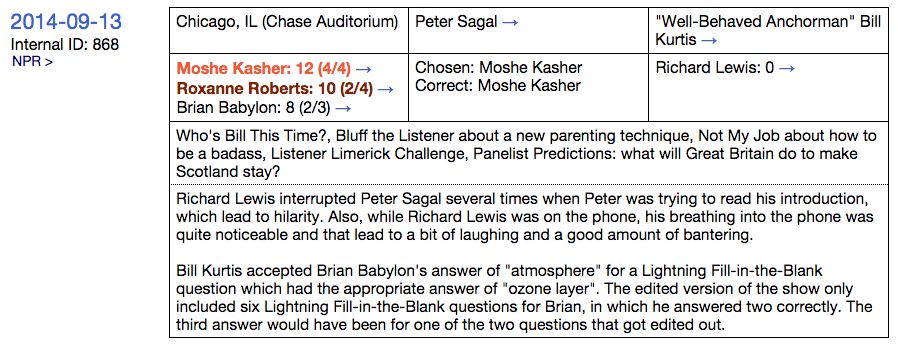 2014-09-13
Internal ID: 868
NPR >
Chicago, IL (Chase Auditorium)
Peter Sagal →
"Well-Behaved Anchorman" Bill
Kurtis →
Moshe Kasher: 12 (4/4) →
Roxanne Roberts: 10 (2/4) →
Brian Babylon: 8 (2/3) →
Chosen: Moshe Kasher
Correct: Moshe Kasher
Richard Lewis: 0 →
Who's Bill This Time?, Bluff the Listener about a new parenting technique, Not My Job about how to
be a badass, Listener Limerick Challenge, Panelist Predictions: what will Great Britain do to make
Scotland stay?
Richard Lewis interrupted Peter Sagal several times when Peter was trying to read his introduction,
which lead to hilarity. Also, while Richard Lewis was on the phone, his breathing into the phone was
quite noticeable and that lead to a bit of laughing and a good amount of bantering.
Bill Kurtis accepted Brian Babylon's answer of "atmosphere" for a Lightning Fill-in-the-Blank
question which had the appropriate answer of "ozone layer". The edited version of the show only
included six Lightning Fill-in-the-Blank questions for Brian, in which he answered two correctly. The
third answer would have been for one of the two questions that got edited out.